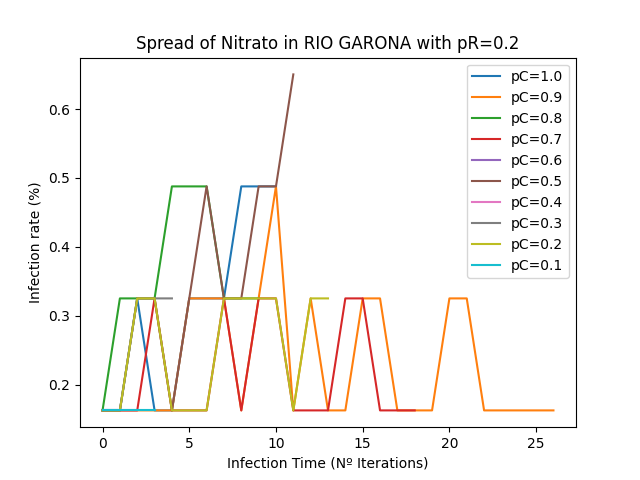 Spread of Nitrato in RIO GARONA with pR=0.2
Infection rate (%)
0.6
0.5
0.4
0.3
0.2
0
5
10
15
20
25
Infection Time (Nº Iterations)
pC=1.0
pC=0.9
pC=0.8
pC=0.7
pC=0.6
pC=0.5
pC=0.4
pC=0.3
pC=0.2
pC=0.1